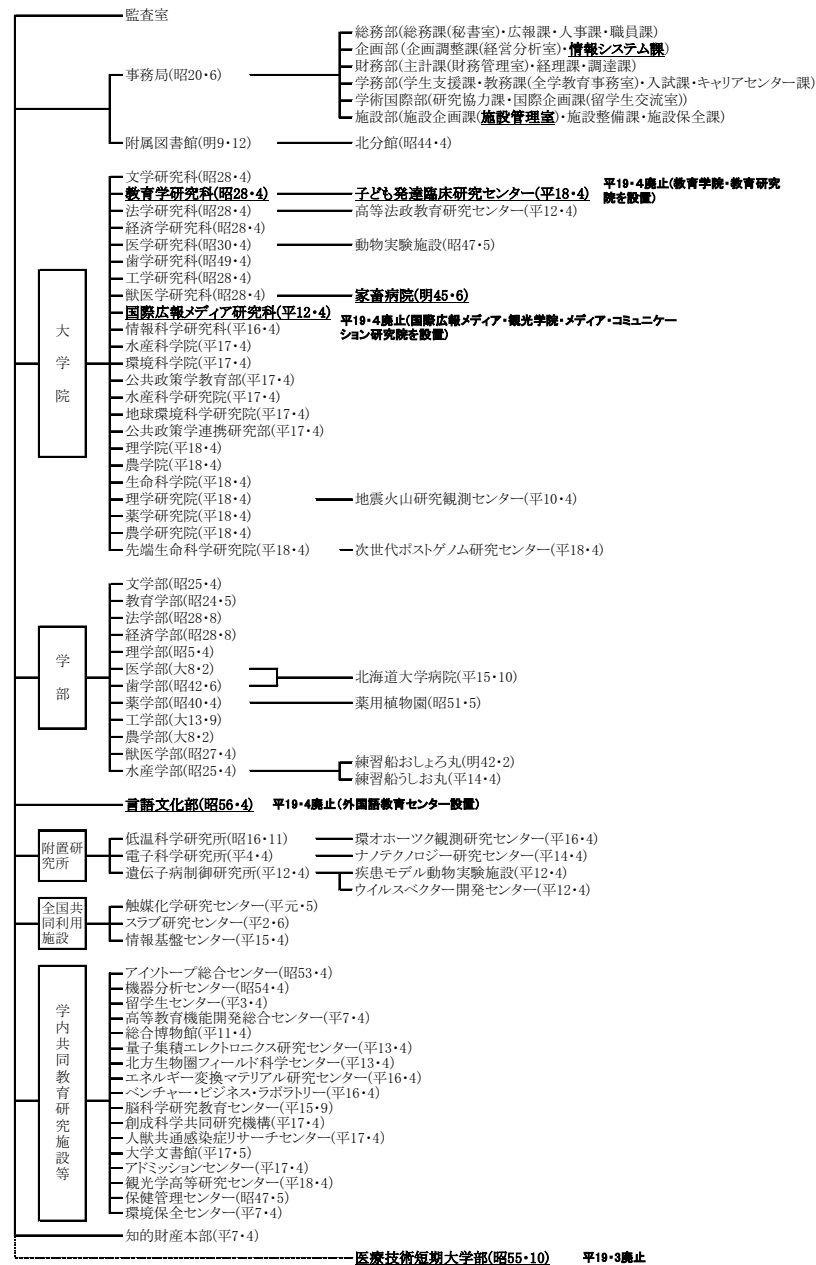 監査室
総務部(総務課(秘書室)・広報課・人事課・職員課)
企画部(企画調整課(経営分析室)・情報システム課)
財務部(主計課(財務管理室)・経理課・調達課)
事務局(昭20・6)
学務部(学生支援課・教務課(全学教育事務室)・入試課・キャリアセンター課)
学術国際部(研究協力課・国際企画課(留学生交流室))
施設部(施設企画課(施設管理室)・施設整備課・施設保全課)
附属図書館(明9・12) 北分館(昭44・4)
大学院
文学研究科(昭28・4)
教育学研究科(昭28・4) 子ども発達臨床研究センター(平18・4) 平19・4廃止(教育学院・教育研究
院を設置)
法学研究科(昭28・4) 高等法政教育研究センター(平12・4)
経済学研究科(昭28・4)
医学研究科(昭30・4) 動物実験施設(昭47・5)
歯学研究科(昭49・4)
工学研究科(昭28・4)
獣医学研究科(昭28・4) 家畜病院(明45・6)
国際広報メディア研究科(平12・4) 平19・4廃止(国際広報メディア・観光学院・メディア・コミュニケー
ション研究院を設置)
情報科学研究科(平16・4)
水産科学院(平17・4)
環境科学院(平17・4)
公共政策学教育部(平17・4)
水産科学研究院(平17・4)
地球環境科学研究院(平17・4)
公共政策学連携研究部(平17・4)
理学院(平18・4)
農学院(平18・4)
生命科学院(平18・4)
理学研究院(平18・4) 地震火山研究観測センター(平10・4)
薬学研究院(平18・4)
農学研究院(平18・4)
先端生命科学研究院(平18・4) 次世代ポストゲノム研究センター(平18・4)
学部
文学部(昭25・4)
教育学部(昭24・5)
法学部(昭28・8)
経済学部(昭28・8)
理学部(昭5・4)
医学部(大8・2)
北海道大学病院(平15・10)
歯学部(昭42・6)
薬学部(昭40・4) 薬用植物園(昭51・5)
工学部(大13・9)
農学部(大8・2)
獣医学部(昭27・4)
練習船おしょろ丸(明42・2)
水産学部(昭25・4)
練習船うしお丸(平14・4)
言語文化部(昭56・4) 平19・4廃止(外国語教育センター設置)
附置研
究所
低温科学研究所(昭16・11) 環オホーツク観測研究センター(平16・4)
電子科学研究所(平4・4) ナノテクノロジー研究センター(平14・4)
遺伝子病制御研究所(平12・4) 疾患モデル動物実験施設(平12・4)
ウイルスベクター開発センター(平12・4)
全国共
同利用
施設
触媒化学研究センター(平元・5)
スラブ研究センター(平2・6)
情報基盤センター(平15・4)
学内共同教育研究施設等
アイソトープ総合センター(昭53・4)
機器分析センター(昭54・4)
留学生センター(平3・4)
高等教育機能開発総合センター(平7・4)
総合博物館(平11・4)
量子集積エレクトロニクス研究センター(平13・4)
北方生物圏フィールド科学センター(平13・4)
エネルギー変換マテリアル研究センター(平16・4)
ベンチャー・ビジネス・ラボラトリー(平16・4)
脳科学研究教育センター(平15・9)
創成科学共同研究機構(平17・4)
人獣共通感染症リサーチセンター(平17・4)
大学文書館(平17・5)
アドミッションセンター(平17・4)
観光学高等研究センター(平18・4)
保健管理センター(昭47・5)
環境保全センター(平7・4)
知的財産本部(平7・4)
医療技術短期大学部(昭55・10) 平19・3廃止